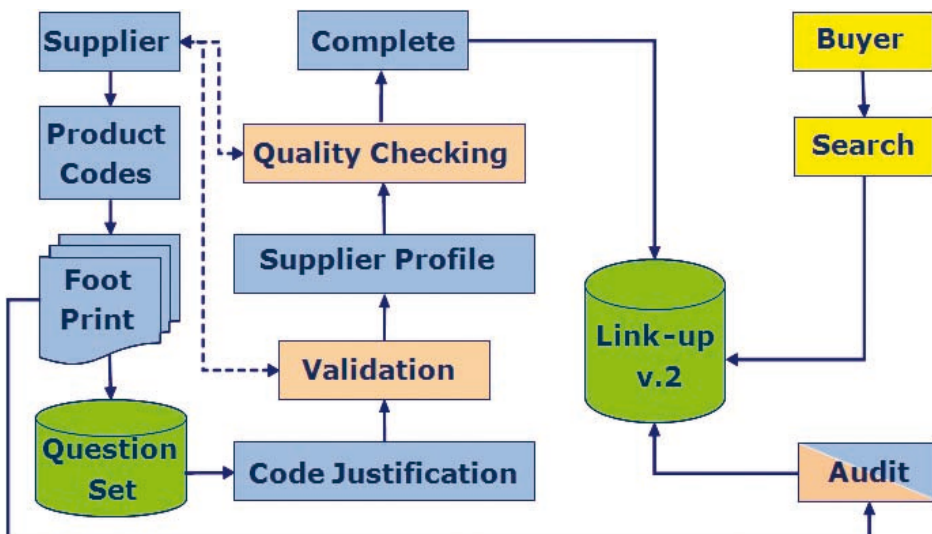 Supplier
Product
Codes
Foot
Print
Question
Set
Complete
Quality Checking
Supplier Profile
Validation
Code Justification
Link-up
v.2
Buyer
Search
Audit